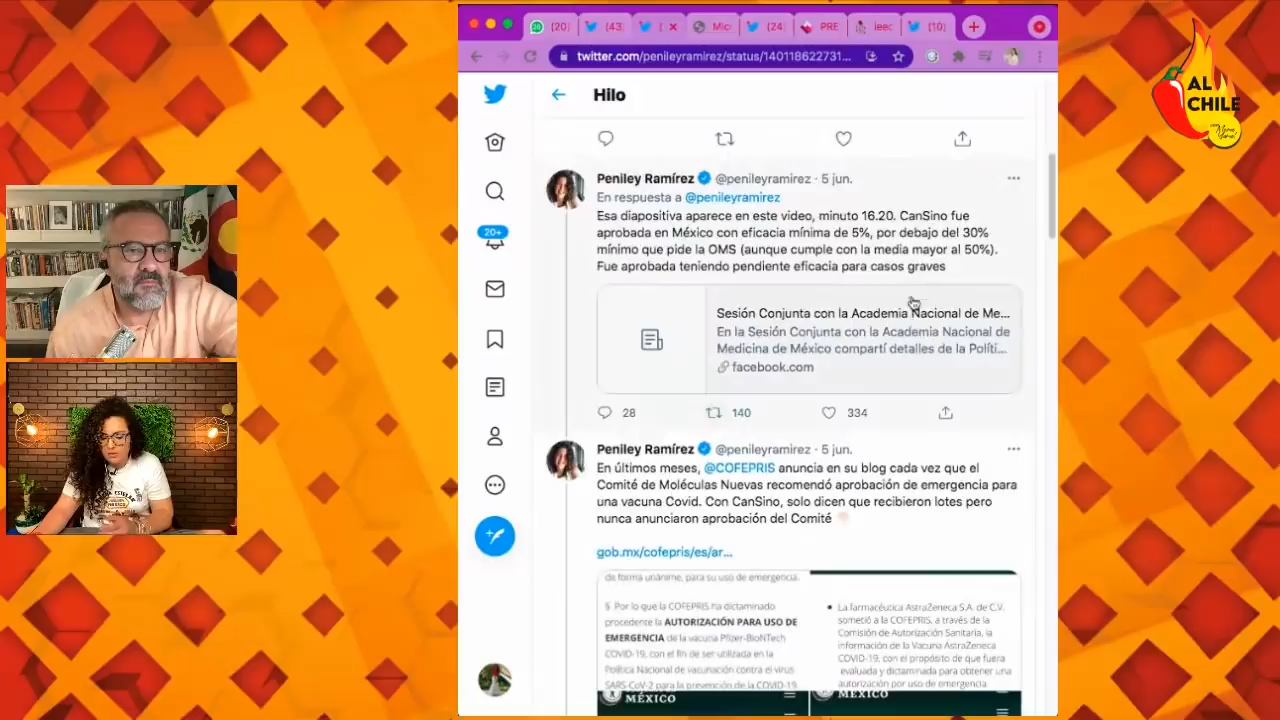 (20)
(43
(
Mic
(24
PRE
ieec
(10)
twitter.com/penileyramirez/status/140118622731...
Hilo
AL
CHILE
Peniley Ramírez @penileyramirez · 5 jun.
En respuesta a @penileyramirez
Esa diapositiva aparece en este video, minuto 16.20. CanSino fue
aprobada en México con eficacia mínima de 5%, por debajo del 30%
mínimo que pide la OMS (aunque cumple con la media mayor al 50%).
Fue aprobada teniendo pendiente eficacia para casos graves
Sesión Conjunta con la Academia Nacional de Me...
En la Sesión Conjunta con la Academia Nacional de
Medicina de México compartí detalles de la Políti...
facebook.com
20+
28
140
334
Peniley Ramírez @penileyramirez · 5 jun.
En últimos meses, @COFEPRIS anuncia en su blog cada vez que el
Comité de Moléculas Nuevas recomendó aprobación de emergencia para
una vacuna Covid. Con CanSino, solo dicen que recibieron lotes pero
nunca anunciaron aprobación del Comité
gob.mx/cofepris/es/ar...
de forma unánime, para su uso de emergencia.
§ Por lo que la COFEPRIS ha dictaminado
procedente la AUTORIZACIÓN PARA USO DE
EMERGENCIA de la vacuna Pfizer-BioNTech
COVID-19, con el fin de ser utilizada en la
Política Nacional de vacunación contra el virus
SARS-CoV-2 para la prevención de la COVID-19
MÉXICO
• La farmacéutica AstraZeneca S.A. de C.V.
sometió a la COFEPRIS, a través de la
Comisión de Autorización Sanitaria, la
información de la Vacuna AstraZeneca
COVID-19, con el propósito de que fuera
evaluada y dictaminada para obtener una
autorización por uso de emergencia
MÉXICO